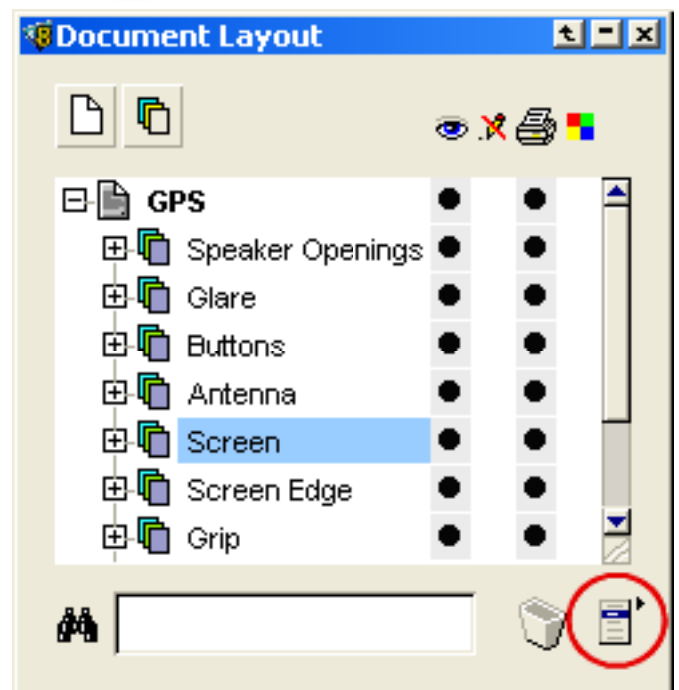 Document Layout
GPS
Speaker Openings
Glare
Buttons
Antenna
Screen
Screen Edge
Grip